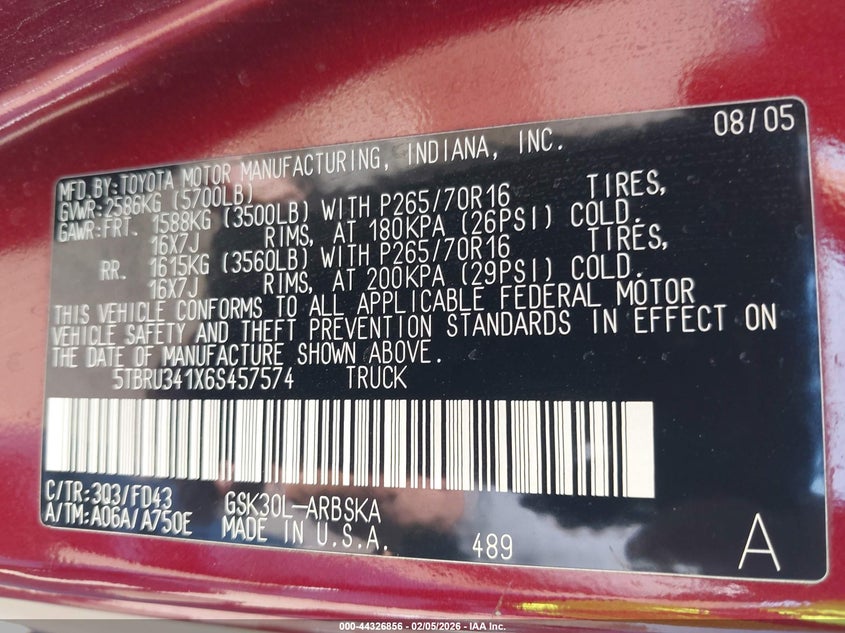 08/05
MFD BY:TOYOTA MOTOR MANUFACTURING, INDIANA, INC.
GVWR:2586KG (5700LB)
GAWR:FRT. 1588KG (3500LB) WITH P265/70R16 TIRES,
16X7J RIMS, AT 180KPA (26PSI) COLD.
RR. 1615KG (3560LB) WITH P265/70R16 TIRES,
16X7J RIMS, AT 200KPA (29PSI) COLD.
THIS VEHICLE CONFORMS TO ALL APPLICABLE FEDERAL MOTOR
VEHICLE SAFETY AND THEFT PREVENTION STANDARDS IN EFFECT ON
THE DATE OF MANUFACTURE SHOWN ABOVE.
5TBRU341X6S457574 TRUCK
C/TR:3Q3/FD43 GSK30L-ARBSKA
A/TM:A06A/A750E MADE IN U.S.A. 489 A
000-44326856 - 02/05/2026 - IAA Inc.